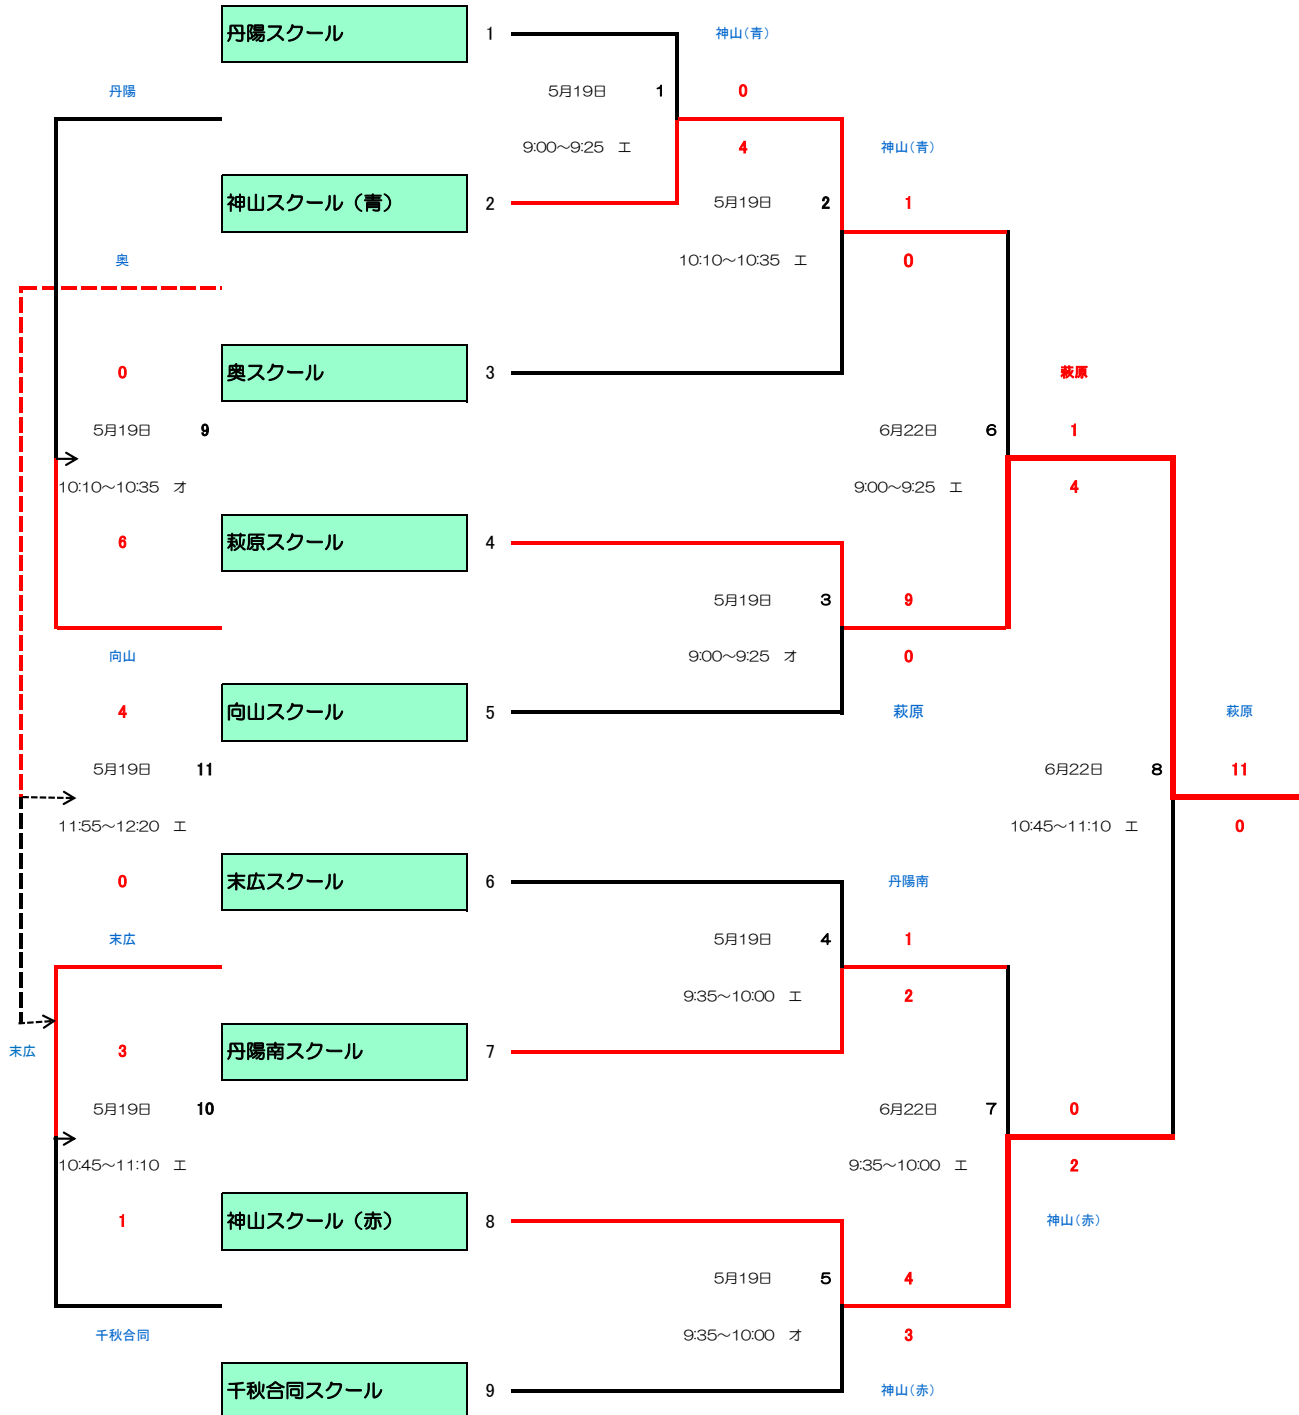 丹陽スクール 1 神山(青)
丹陽 5月19日 1 0
9:00～9:25 エ 4 神山(青)
神山スクール（青） 2 5月19日 2 1
奥 10:10～10:35 エ 0
0 奥スクール 3 萩原
5月19日 9 6月22日 6 1
10:10～10:35 オ 9:00～9:25 エ 4
6 萩原スクール 4
5月19日 3 9
向山 9:00～9:25 オ 0
4 向山スクール 5 萩原 萩原
5月19日 11 6月22日 8 11
11:55～12:20 エ 10:45～11:10 エ 0
0 末広スクール 6 丹陽南
末広 5月19日 4 1
9:35～10:00 エ 2
末広 3 丹陽南スクール 7
5月19日 10 6月22日 7 0
10:45～11:10 エ 9:35～10:00 エ 2
1 神山スクール（赤） 8 神山(赤)
5月19日 5 4
千秋合同 9:35～10:00 オ 3
千秋合同スクール 9 神山(赤)